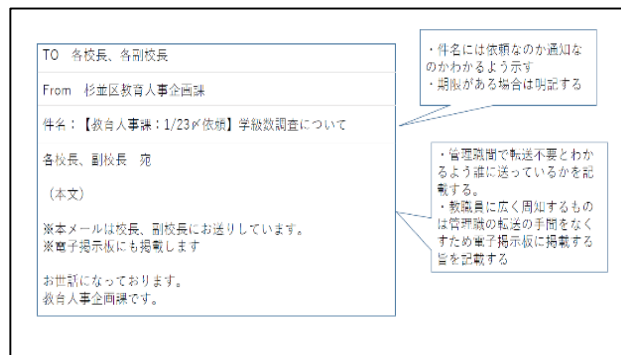 TO 各校長、各副校長
From 杉並区教育人事企画課
件名：【教育人事課：1/23〆依頼】学級数調査について
各校長、副校長 宛
（本文）
※本メールは校長、副校長にお送りしています。
※電子掲示板にも掲載します
お世話になっております。
教育人事企画課です。
・件名には依頼なのか通知な
のかわかるよう示す
・期限がある場合は明記する
・管理職間で転送不要とわか
るよう誰に送っているかを記
載する。
・教職員に広く周知するもの
は管理職の転送の手間をなく
すため電子掲示板に掲載する
旨を記載する